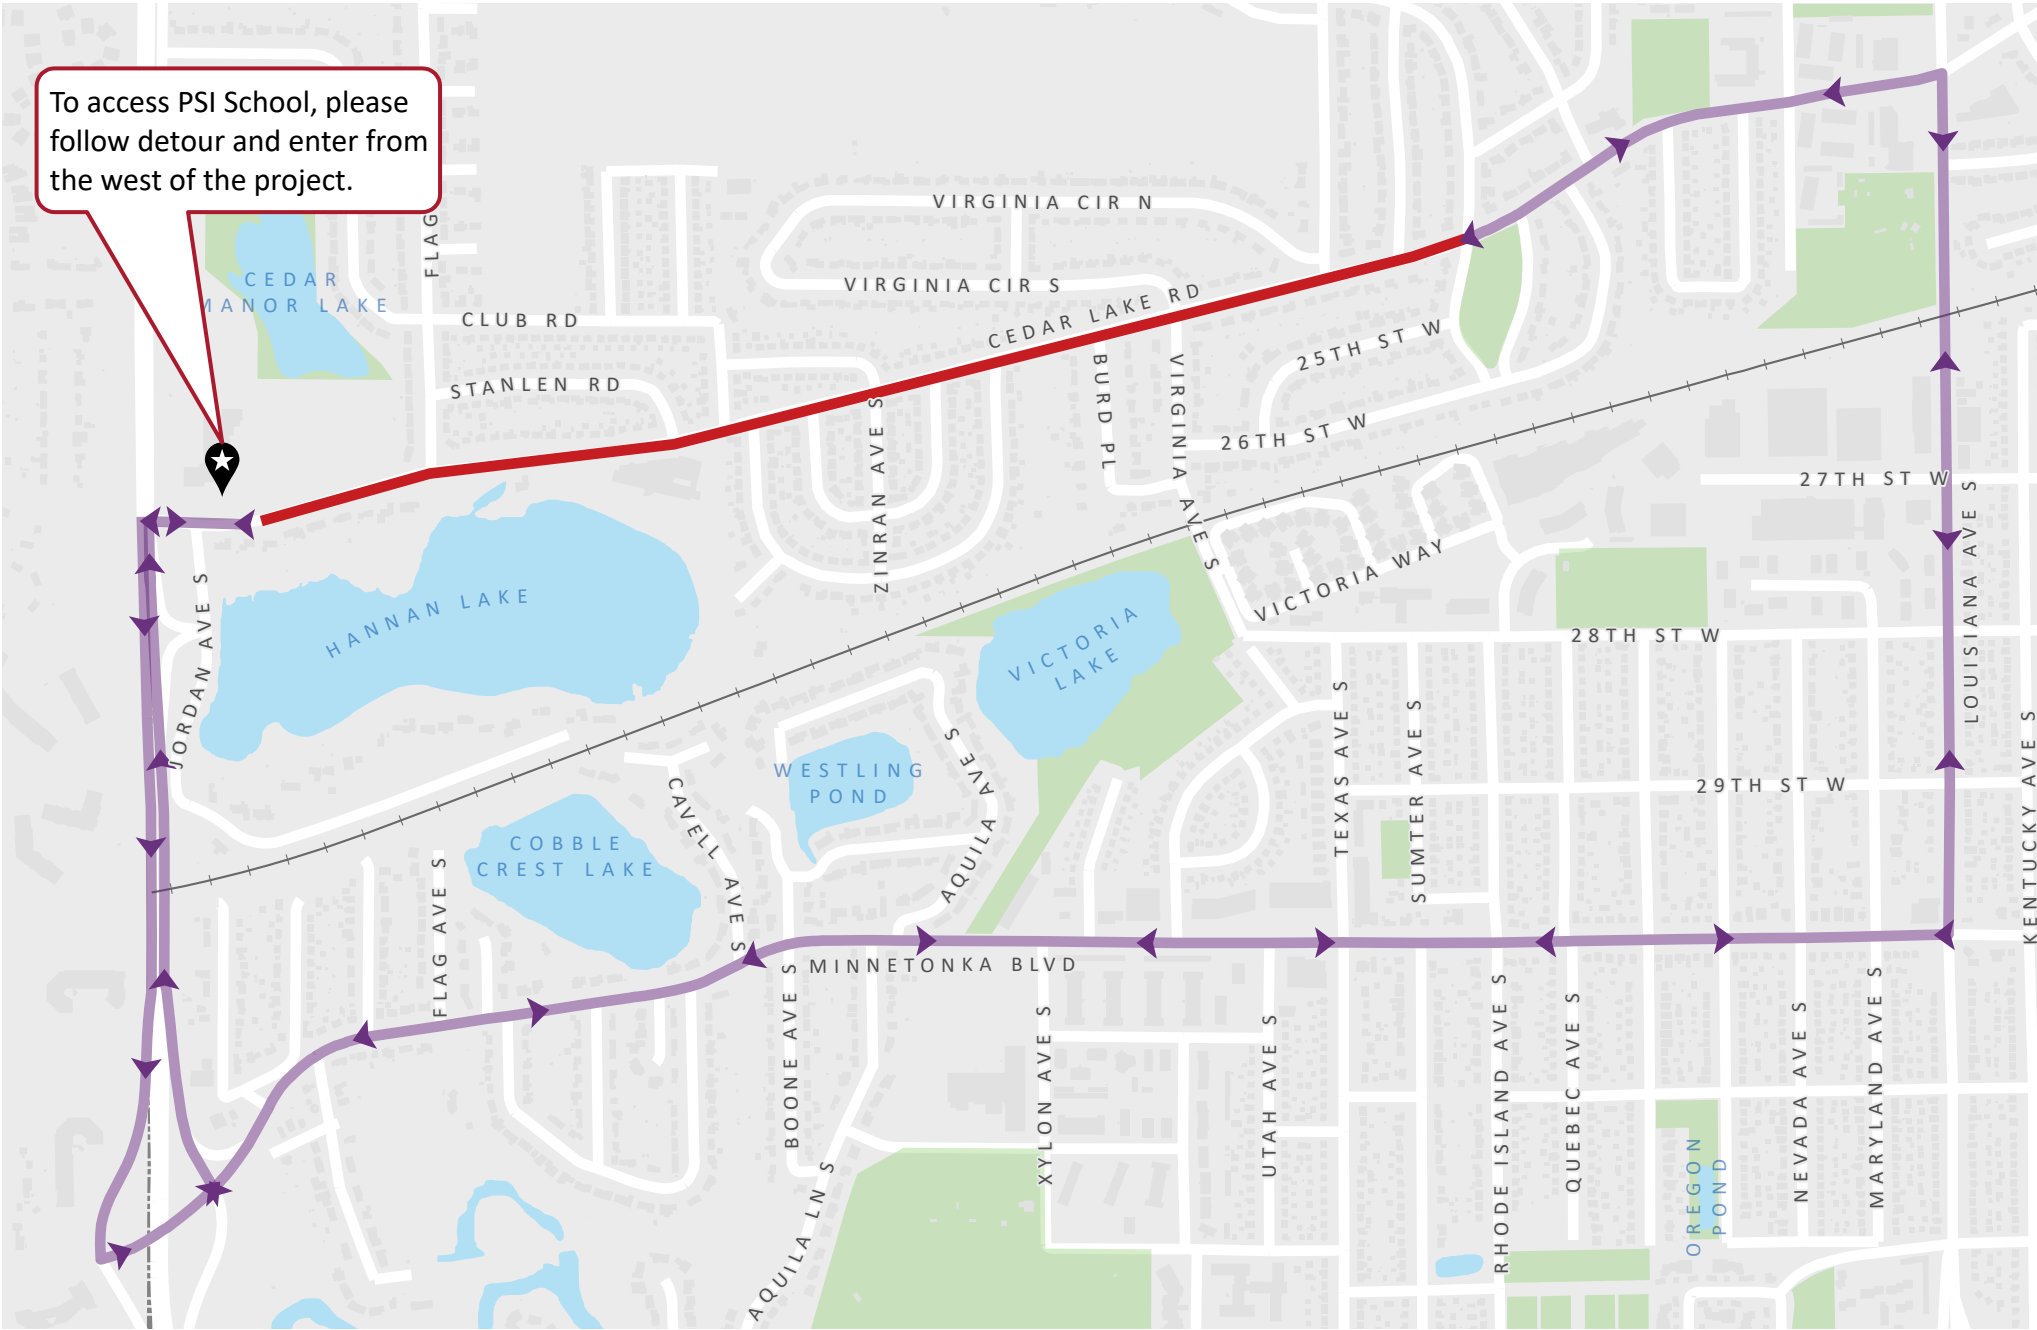 To access PSI School, please
follow detour and enter from
the west of the project.
FLAG
VIRGINIA CIR N
CEDAR
MANOR LAKE
VIRGINIA CIR S
CLUB RD
CEDAR LAKE RD
25TH ST W
STANLEN RD
BURD PL
VIRGINIA AVE S
26TH ST W
ZINRAN AVE S
27TH ST W
LOUISIANA AVE S
HANNAN LAKE
JORDAN AVE S
VICTORIA WAY
VICTORIA
LAKE
28TH ST W
TEXAS AVE S
SUMTER AVE S
KENTUCKY AVE S
WESTLING
POND
AQUILA AVE S
CAVELL AVE S
29TH ST W
COBBLE
CREST LAKE
FLAG AVE S
MINNETONKA BLVD
BOONE AVE S
XYLON AVE S
UTAH AVE S
RHODE ISLAND AVE S
QUEBEC AVE S
NEVADA AVE S
MARYLAND AVE S
OREGON
POND
AQUILA LN S